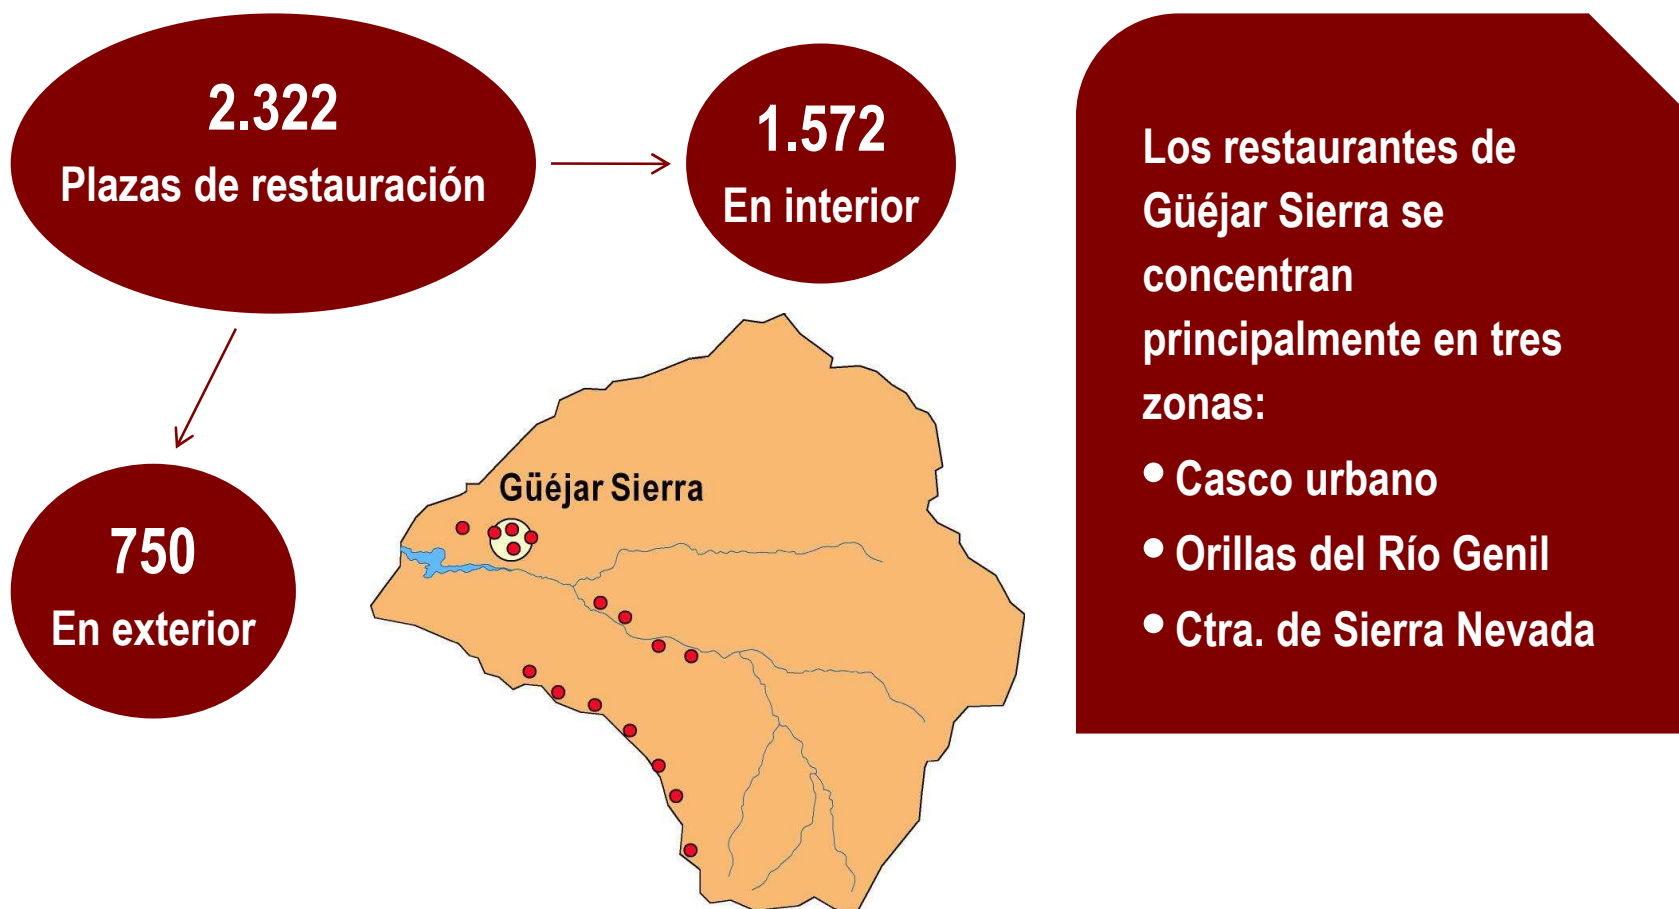 2.322
Plazas de restauración
1.572
En interior
750
En exterior
Güéjar Sierra
Los restaurantes de
Güéjar Sierra se
concentran
principalmente en tres
zonas:
• Casco urbano
• Orillas del Río Genil
• Ctra. de Sierra Nevada